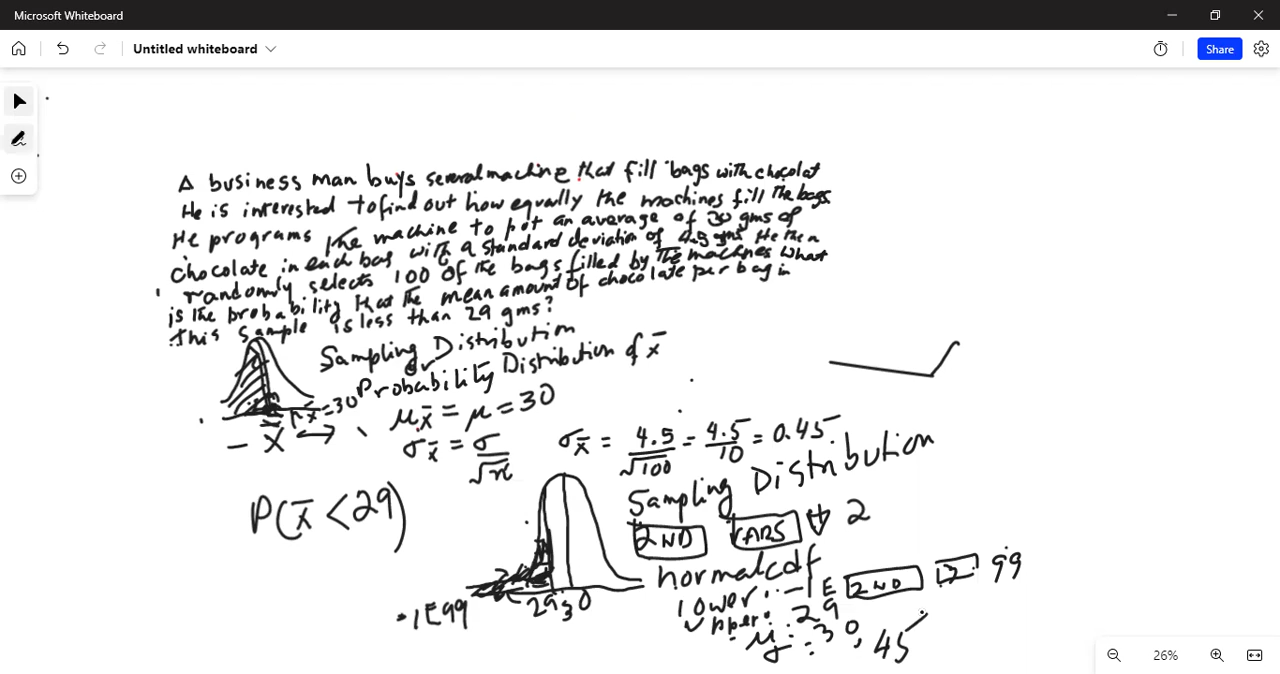 Microsoft Whiteboard
Untitled whiteboard
Share
A business man buys several machine that fill bags with chocolat
He is interested to find out how equally the machines fill the bags
He programs the machine to put an average of 30 gms of
chocolate in each bag with a standard deviation of 4.5 gms He then
randomly selects 100 of the bags filled by the machines What
is the probability that the mean amount of chocolate per bag in
this sample is less than 29 gms?
Sampling Distribution
or
Probability Distribution of x̄
μx̄ = 30
μx̄ = μ = 30
– x̄ ↔
σx̄ = σ/√n σx̄ = 4.5/√100 = 4.5/10 = 0.45
Sampling Distribution
P(x̄ < 29)
2ND VARS ↓ 2
normalcdf
lower: -1E 2ND , 99
-1E99 29 30
upper: 29
μ: 30
σ: .45
26%